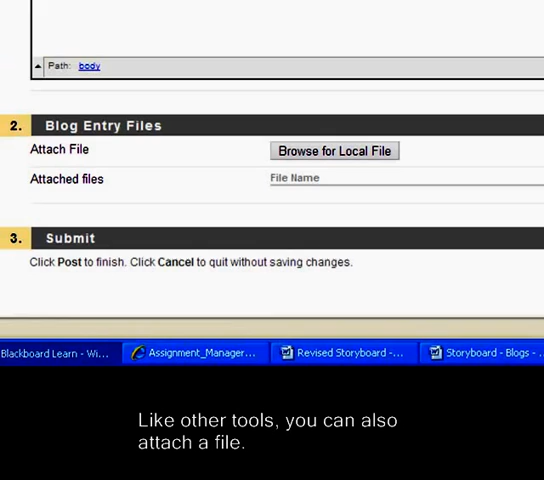 Path: body
2. Blog Entry Files
Attach File Browse for Local File
Attached files File Name
3. Submit
Click Post to finish. Click Cancel to quit without saving changes.
Blackboard Learn - Wi... Assignment_Manager... Revised Storyboard -... Storyboard - Blogs - ...
Like other tools, you can also
attach a file.